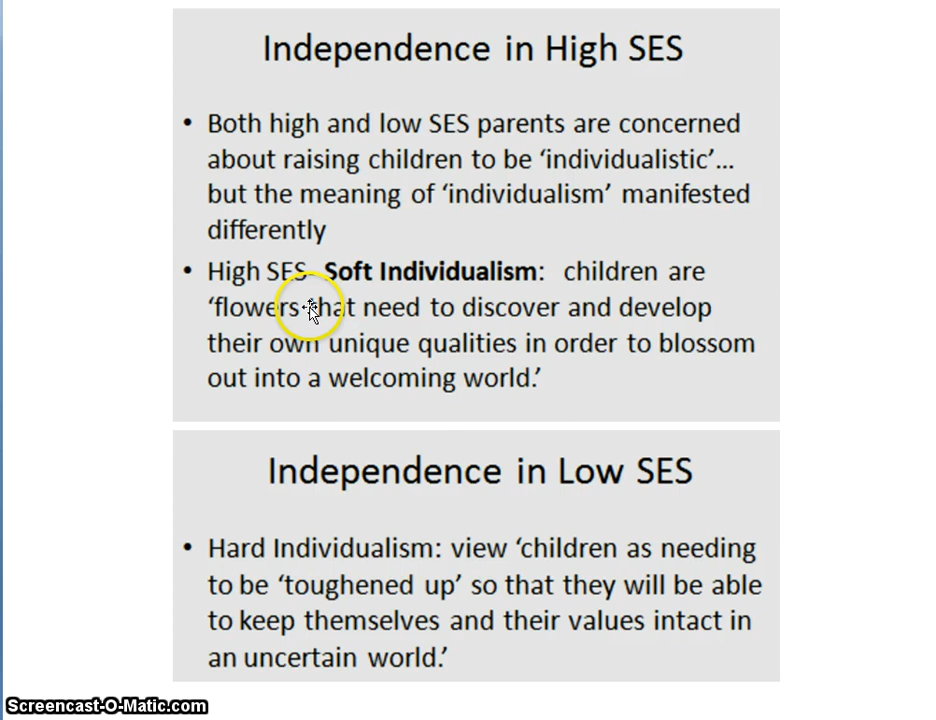 Independence in High SES
• Both high and low SES parents are concerned
about raising children to be ‘individualistic’...
but the meaning of ‘individualism’ manifested
differently
• High SES- Soft Individualism: children are
‘flowers that need to discover and develop
their own unique qualities in order to blossom
out into a welcoming world.’
Independence in Low SES
• Hard Individualism: view ‘children as needing
to be ‘toughened up’ so that they will be able
to keep themselves and their values intact in
an uncertain world.’
Screencast-O-Matic.com